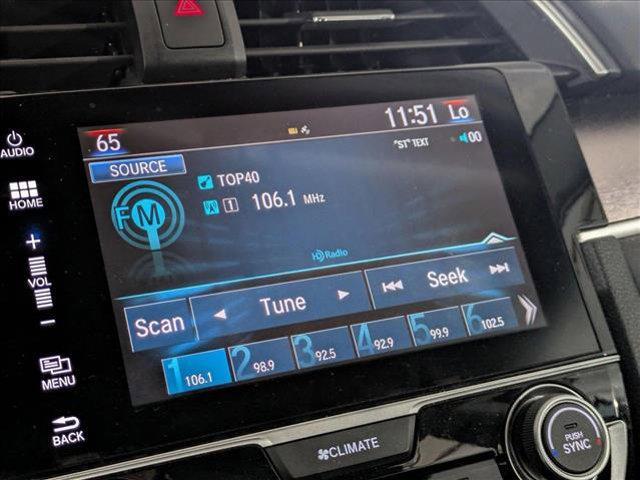 65
11:51 Lo
"ST" TEXT 00
SOURCE
FM
TOP40
1 106.1 MHz
HD Radio
Scan
Tune
Seek
1 106.1
2 98.9
3 92.5
4 92.9
5 99.9
6 102.5
AUDIO
HOME
+
VOL
-
MENU
BACK
CLIMATE
PUSH
SYNC